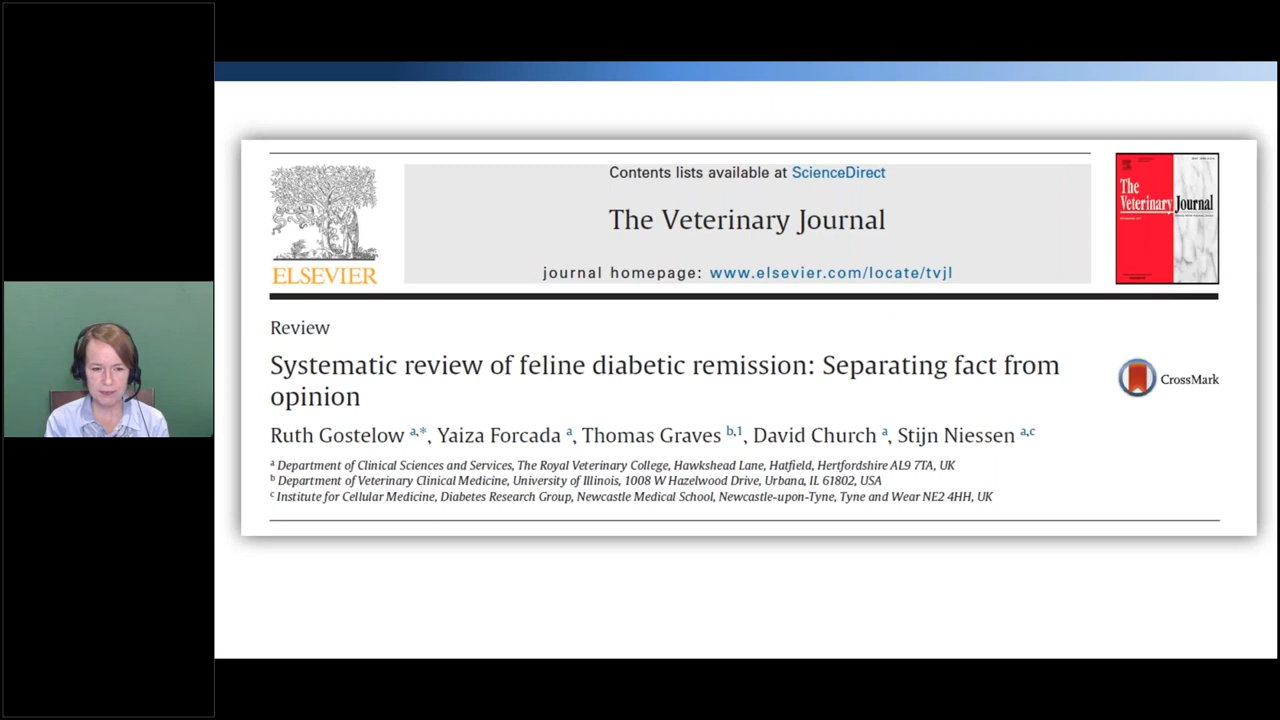 Contents lists available at ScienceDirect
The Veterinary Journal
journal homepage: www.elsevier.com/locate/tvjl
ELSEVIER
The
Veterinary Journal
Review
Systematic review of feline diabetic remission: Separating fact from
opinion
CrossMark
Ruth Gostelow a,*, Yaiza Forcada a, Thomas Graves b,1, David Church a, Stijn Niessen a,c
a Department of Clinical Sciences and Services, The Royal Veterinary College, Hawkshead Lane, Hatfield, Hertfordshire AL9 7TA, UK
b Department of Veterinary Clinical Medicine, University of Illinois, 1008 W Hazelwood Drive, Urbana, IL 61802, USA
c Institute for Cellular Medicine, Diabetes Research Group, Newcastle Medical School, Newcastle-upon-Tyne, Tyne and Wear NE2 4HH, UK